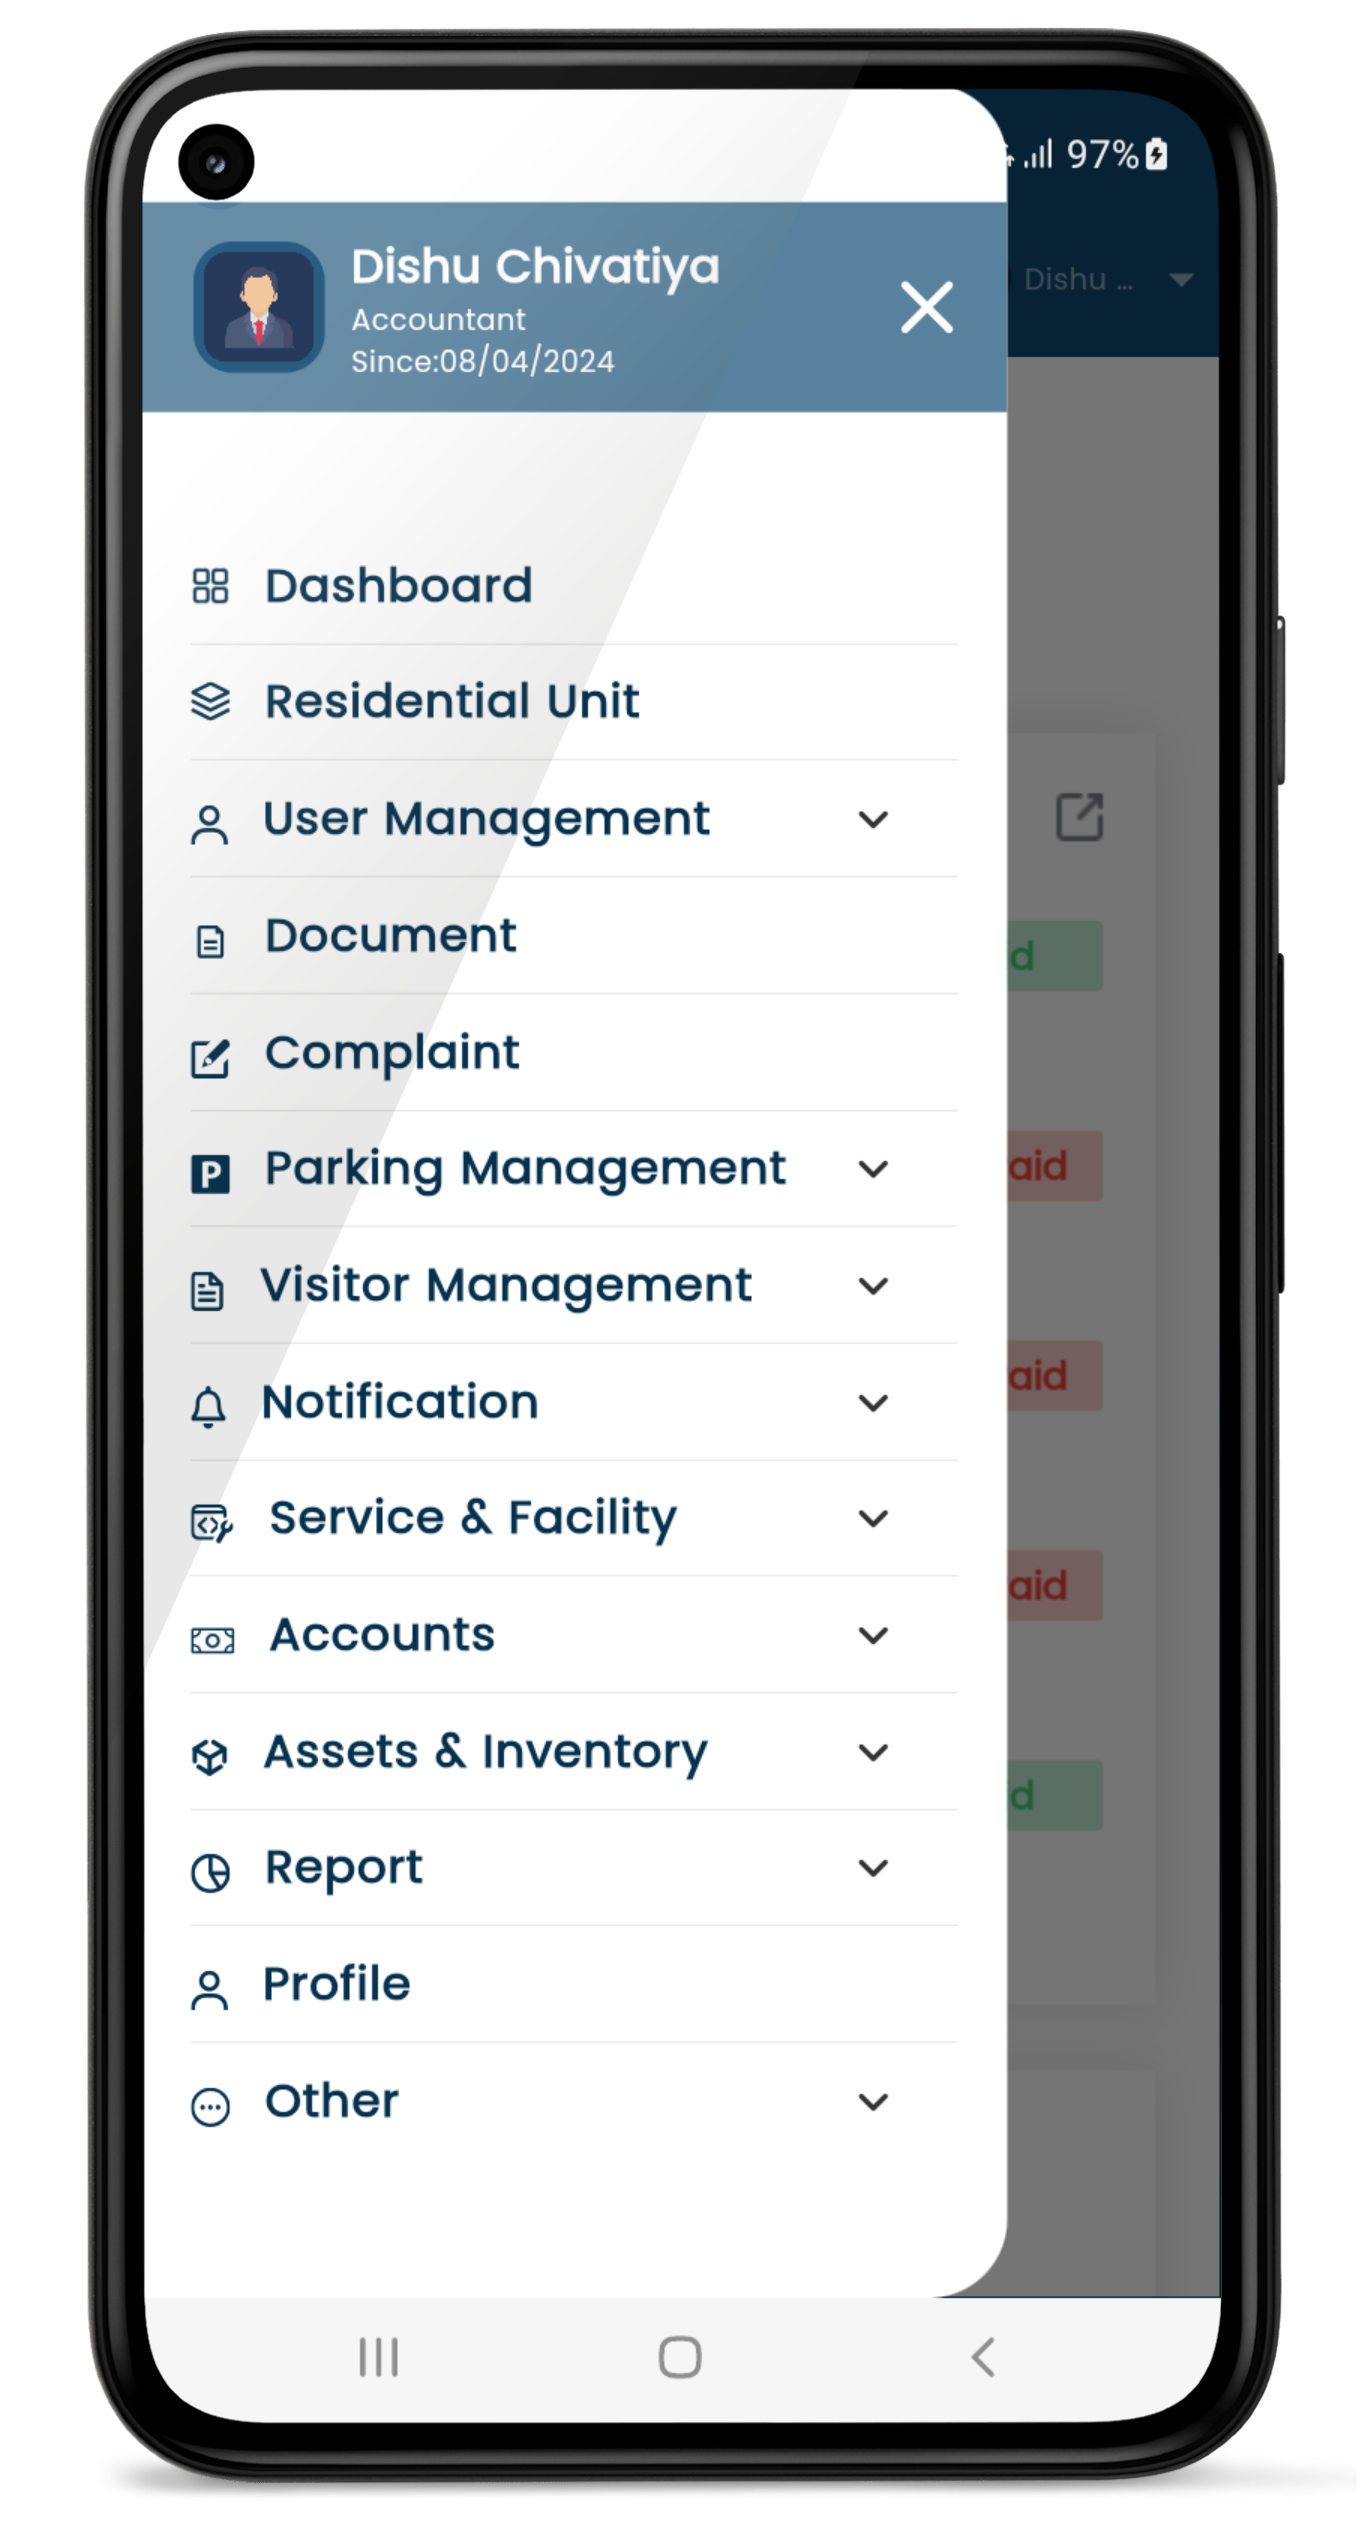 97%
Dishu ...
Dishu Chivatiya
Accountant
Since:08/04/2024
Dashboard
Residential Unit
User Management
Document
d
Complaint
Parking Management
aid
Visitor Management
aid
Notification
Service & Facility
aid
Accounts
Assets & Inventory
d
Report
Profile
Other